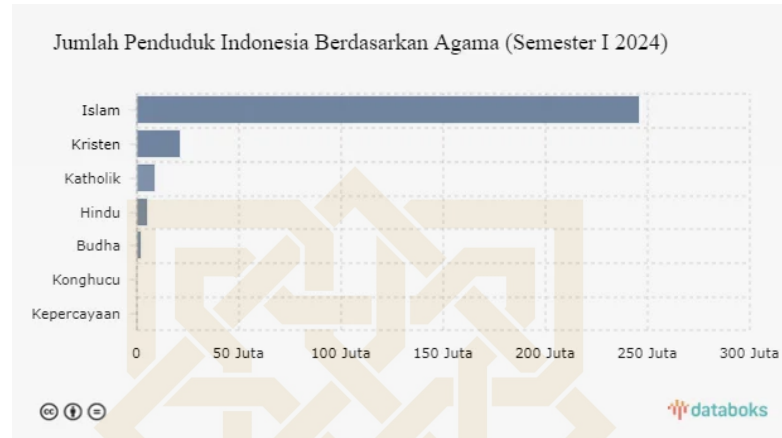 Jumlah Penduduk Indonesia Berdasarkan Agama (Semester I 2024)
Islam
Kristen
Katholik
Hindu
Budha
Konghucu
Kepercayaan
0 50 Juta 100 Juta 150 Juta 200 Juta 250 Juta 300 Juta
cc
databoks